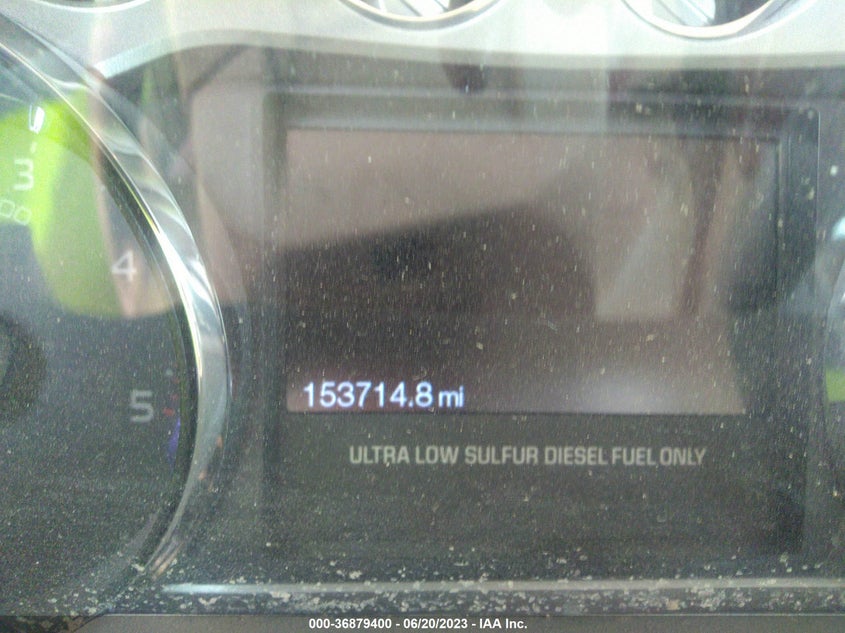 3
00
4
5
153714.8 mi
ULTRA LOW SULFUR DIESEL FUEL ONLY
000-36879400 - 06/20/2023 - IAA Inc.